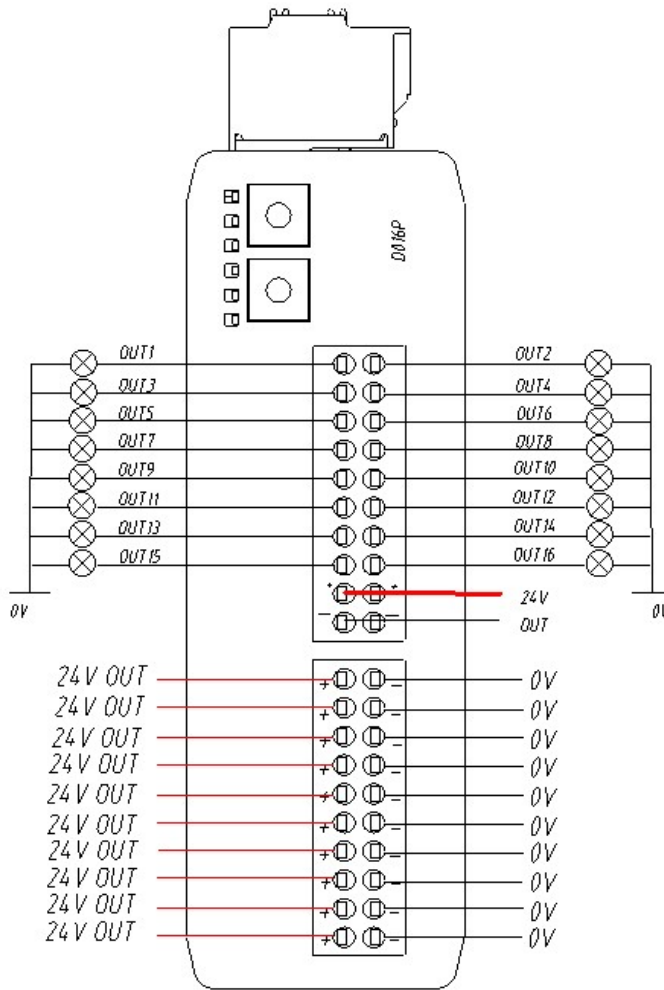 DO16P
OUT1 OUT2
OUT3 OUT4
OUT5 OUT6
OUT7 OUT8
OUT9 OUT10
OUT11 OUT12
OUT13 OUT14
OUT15 OUT16
+ +
0V 24V 0V
- -
OUT
24V OUT + - 0V
24V OUT + - 0V
24V OUT + - 0V
24V OUT + - 0V
24V OUT + - 0V
24V OUT + - 0V
24V OUT + - 0V
24V OUT + - 0V
24V OUT + - 0V
24V OUT + - 0V